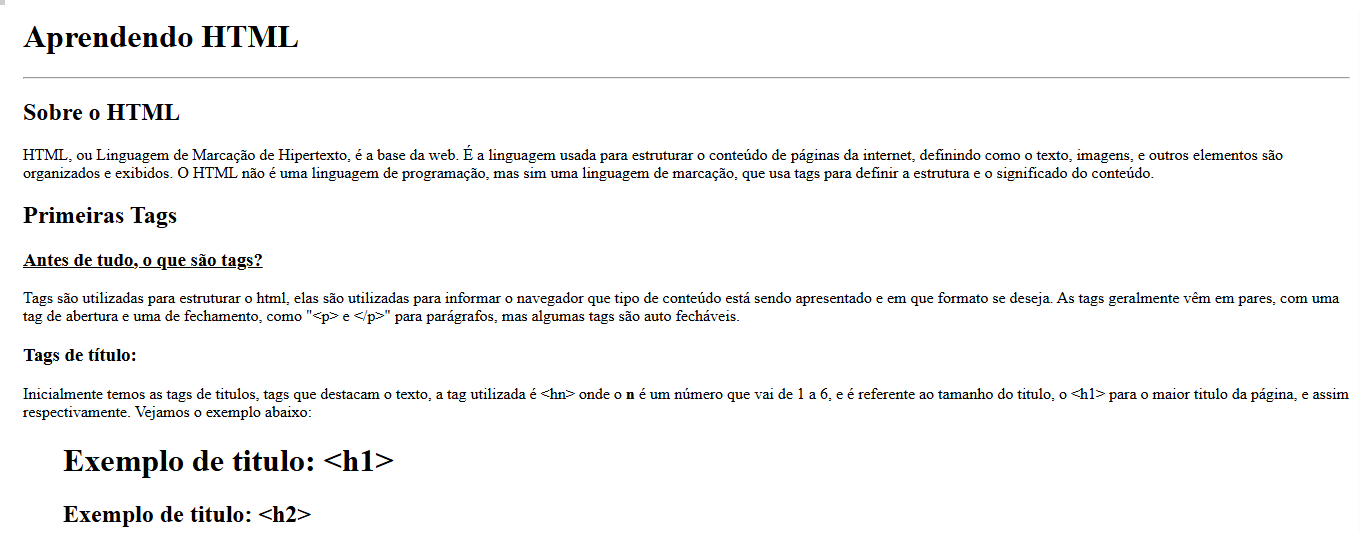 Aprendendo HTML
Sobre o HTML
HTML, ou Linguagem de Marcação de Hipertexto, é a base da web. É a linguagem usada para estruturar o conteúdo de páginas da internet, definindo como o texto, imagens, e outros elementos são
organizados e exibidos. O HTML não é uma linguagem de programação, mas sim uma linguagem de marcação, que usa tags para definir a estrutura e o significado do conteúdo.
Primeiras Tags
Antes de tudo, o que são tags?
Tags são utilizadas para estruturar o html, elas são utilizadas para informar o navegador que tipo de conteúdo está sendo apresentado e em que formato se deseja. As tags geralmente vêm em pares, com uma
tag de abertura e uma de fechamento, como "<p> e </p>" para parágrafos, mas algumas tags são auto fecháveis.
Tags de título:
Inicialmente temos as tags de titulos, tags que destacam o texto, a tag utilizada é <hn> onde o n é um número que vai de 1 a 6, e é referente ao tamanho do titulo, o <h1> para o maior titulo da página, e assim
respectivamente. Vejamos o exemplo abaixo:
Exemplo de titulo: <h1>
Exemplo de titulo: <h2>